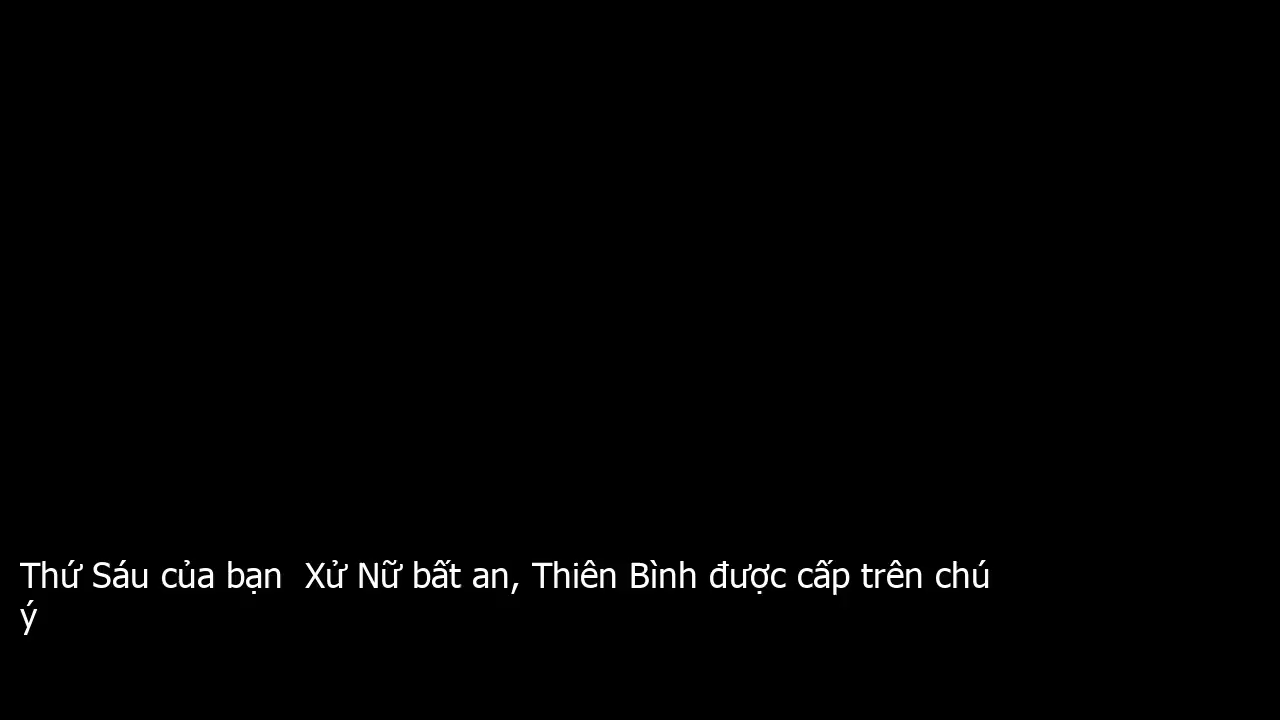 Thứ Sáu của bạn  Xử Nữ bất an, Thiên Bình được cấp trên chú
ý